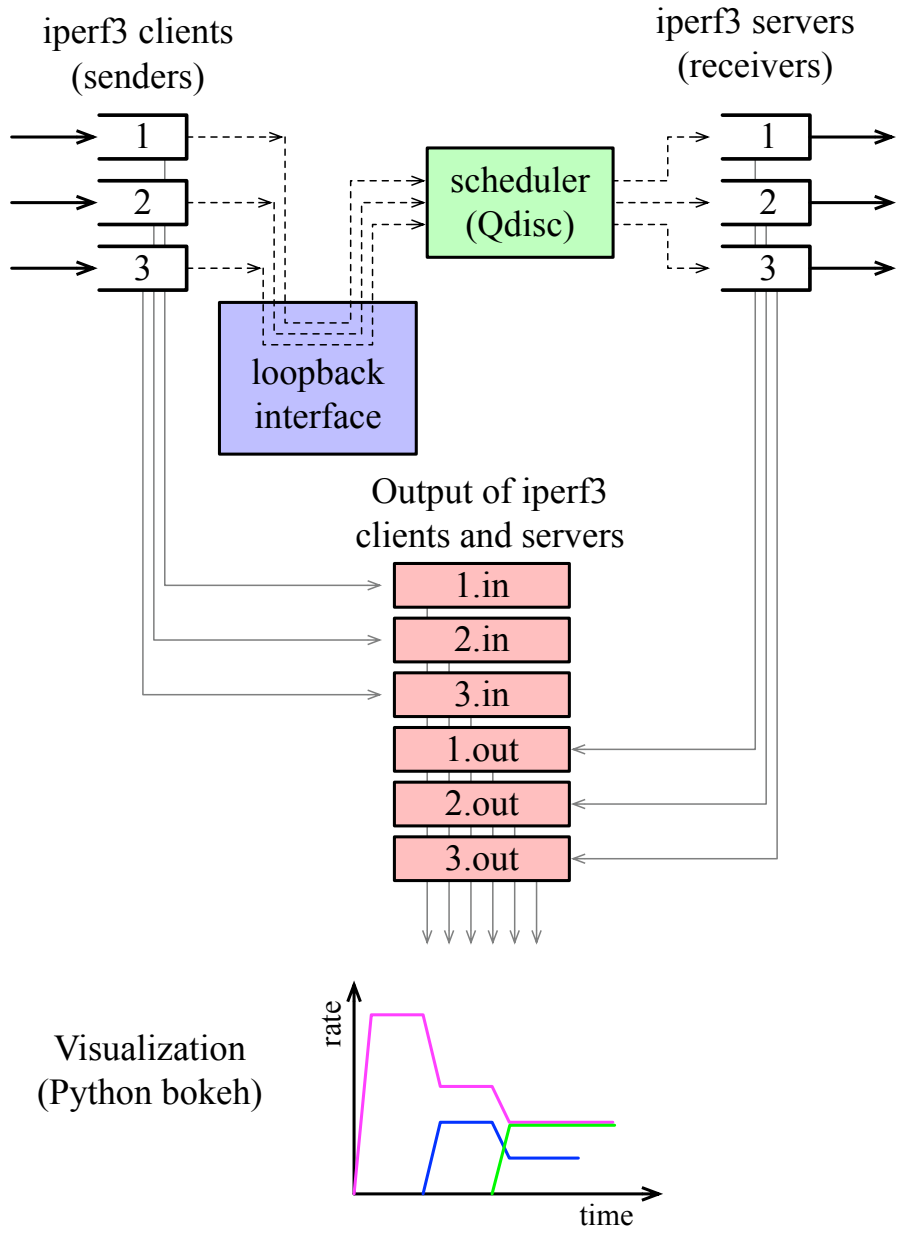 iperf3 clients
(senders)
iperf3 servers
(receivers)
1
2
3
scheduler
(Qdisc)
1
2
3
loopback
interface
Output of iperf3
clients and servers
1.in
2.in
3.in
1.out
2.out
3.out
Visualization
(Python bokeh)
rate
time